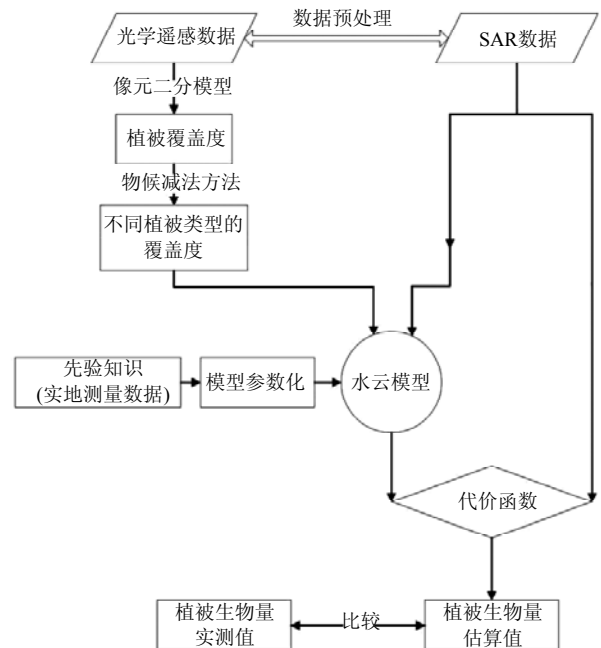 数据预处理
光学遥感数据
SAR数据
像元二分模型
植被覆盖度
物候减法方法
不同植被类型的
覆盖度
先验知识
(实地测量数据)
模型参数化
水云模型
代价函数
植被生物量
实测值
比较
植被生物量
估算值